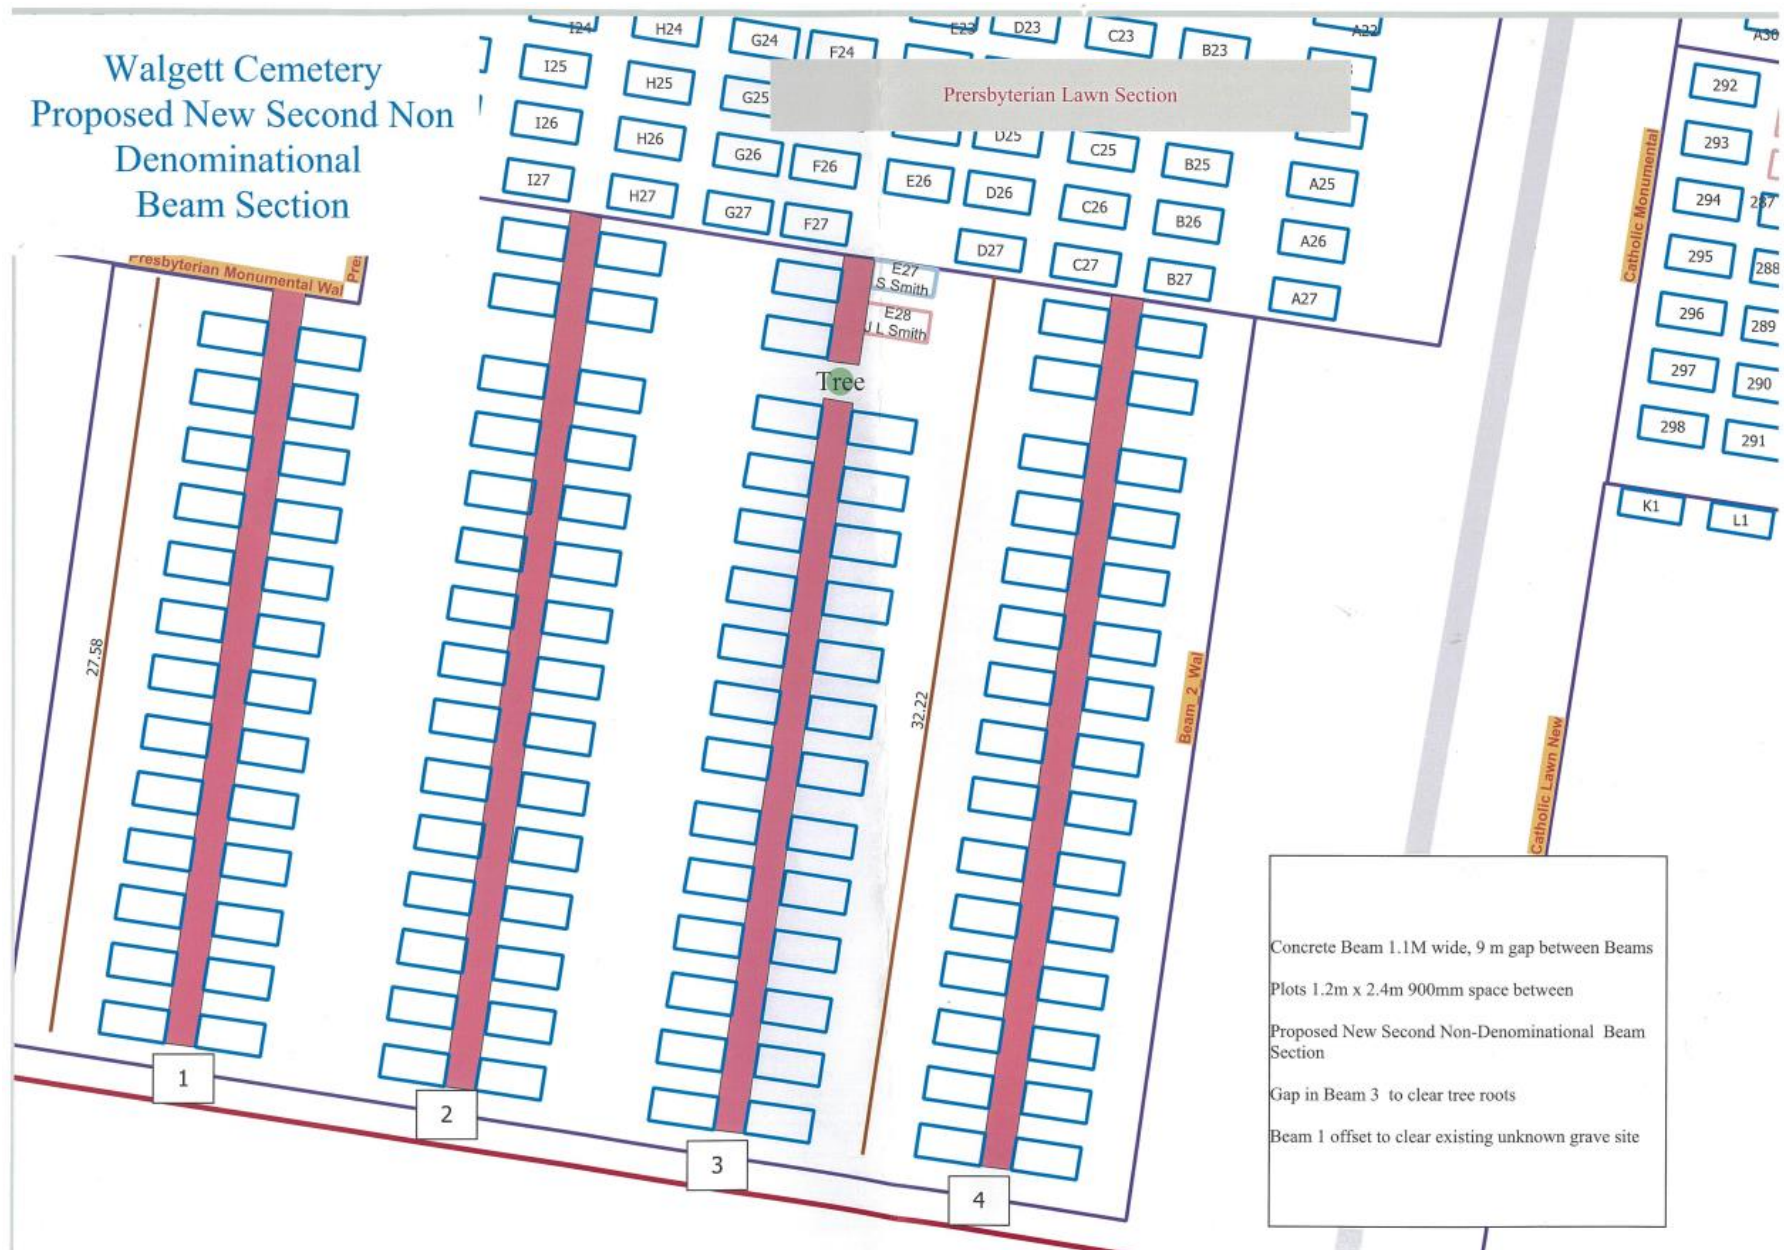 Walgett Cemetery
Proposed New Second Non
Denominational
Beam Section
I24
H24
G24
F24
E23
D23
C23
B23
A22
A30
I25
H25
G25
Prersbyterian Lawn Section
292
I26
H26
G26
F26
D25
C25
B25
A25
293
I27
H27
G27
F27
E26
D26
C26
B26
A26
294
287
D27
C27
B27
A27
295
288
296
289
297
290
298
291
K1
L1
Presbyterian Monumental Wal
Pres
Catholic Monumental
E27
S Smith
E28
J L Smith
Tree
27.58
32.22
Beam_2_Wal
Catholic Lawn New
1
2
3
4
Concrete Beam 1.1M wide, 9 m gap between Beams
Plots 1.2m x 2.4m 900mm space between
Proposed New Second Non-Denominational Beam
Section
Gap in Beam 3 to clear tree roots
Beam 1 offset to clear existing unknown grave site